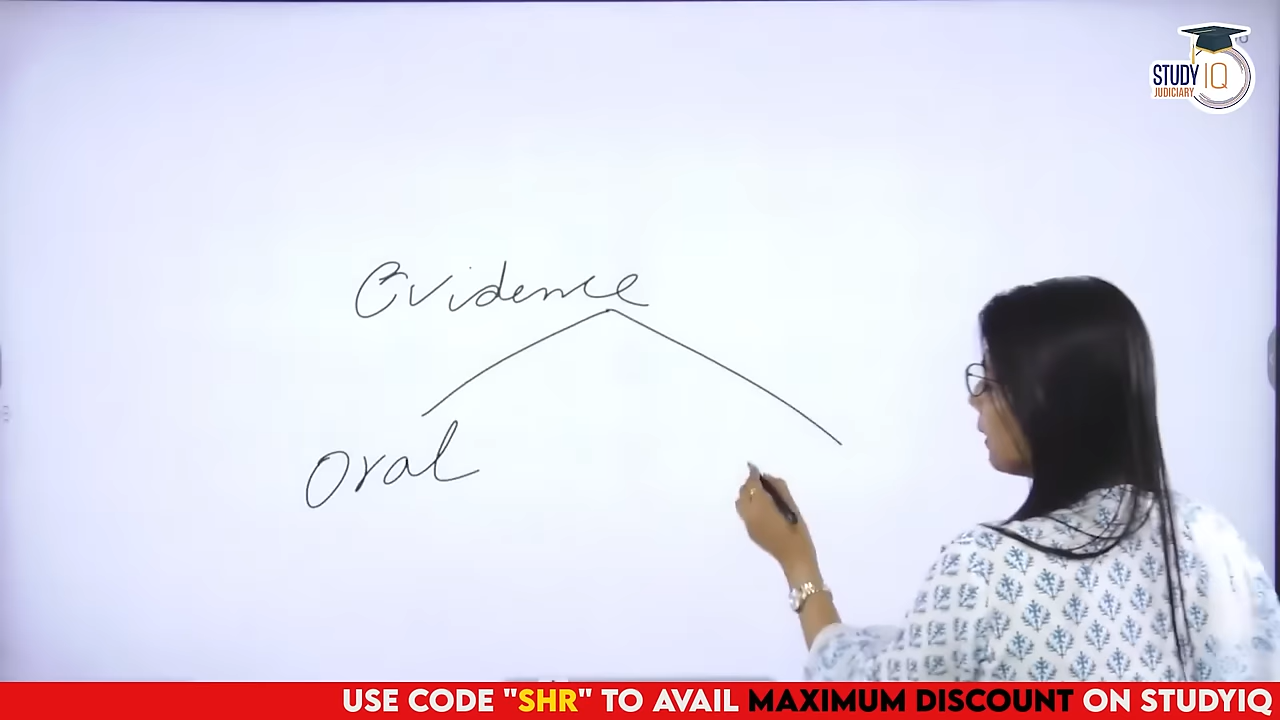 STUDY IQ
JUDICIARY
Evidence
Oral
USE CODE "SHR" TO AVAIL MAXIMUM DISCOUNT ON STUDYIQ